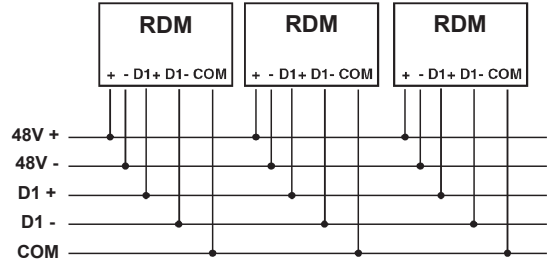 RDM RDM RDM
+ - D1+ D1- COM + - D1+ D1- COM + - D1+ D1- COM
48V +
48V -
D1 +
D1 -
COM